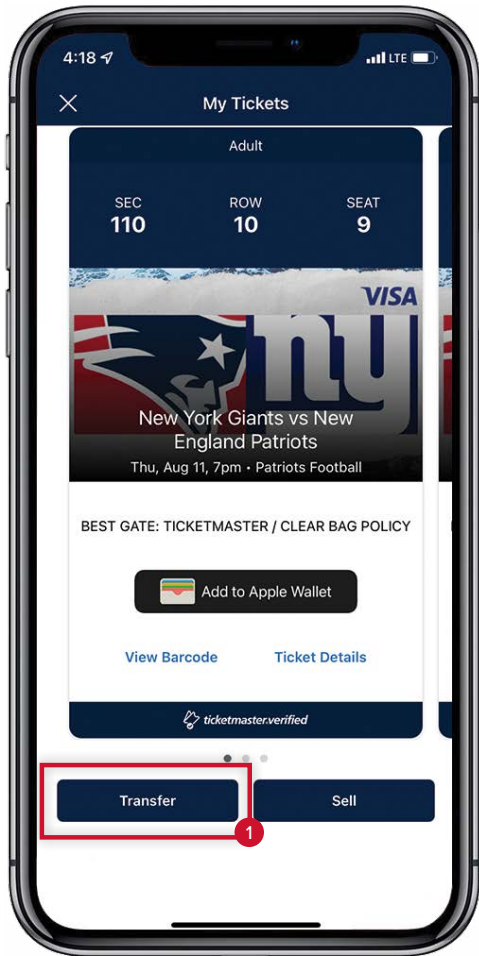 4:18 LTE
My Tickets
Adult
SEC ROW SEAT
110 10 9
VISA
ny
New York Giants vs New
England Patriots
Thu, Aug 11, 7pm • Patriots Football
BEST GATE: TICKETMASTER / CLEAR BAG POLICY
Add to Apple Wallet
View Barcode Ticket Details
ticketmaster.verified
Transfer Sell
1